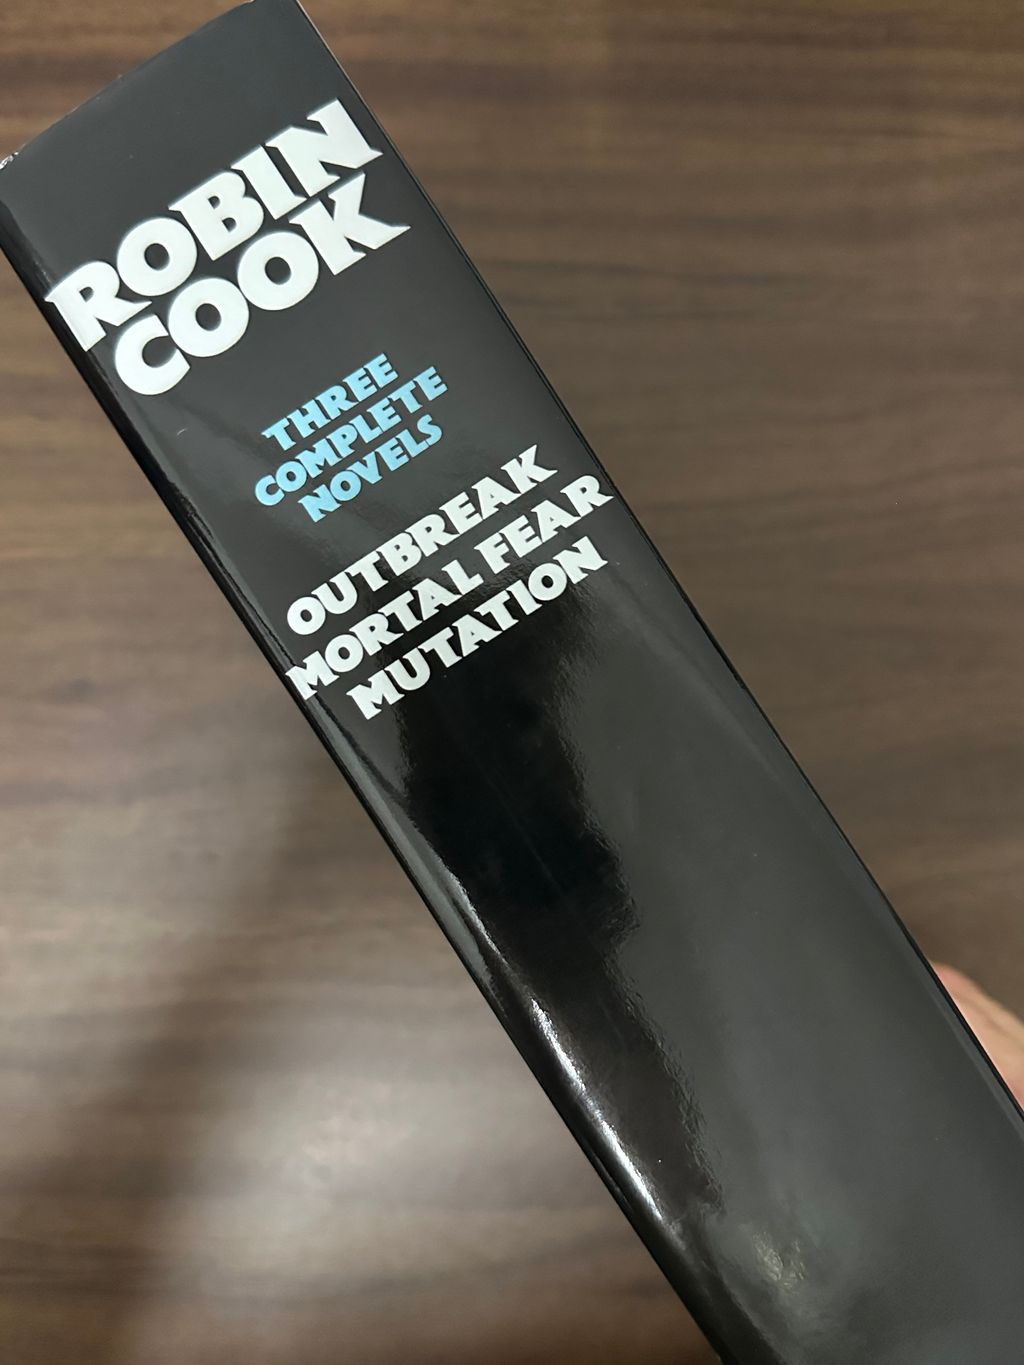 ROBIN
COOK
THREE
COMPLETE
NOVELS
OUTBREAK
MORTAL FEAR
MUTATION